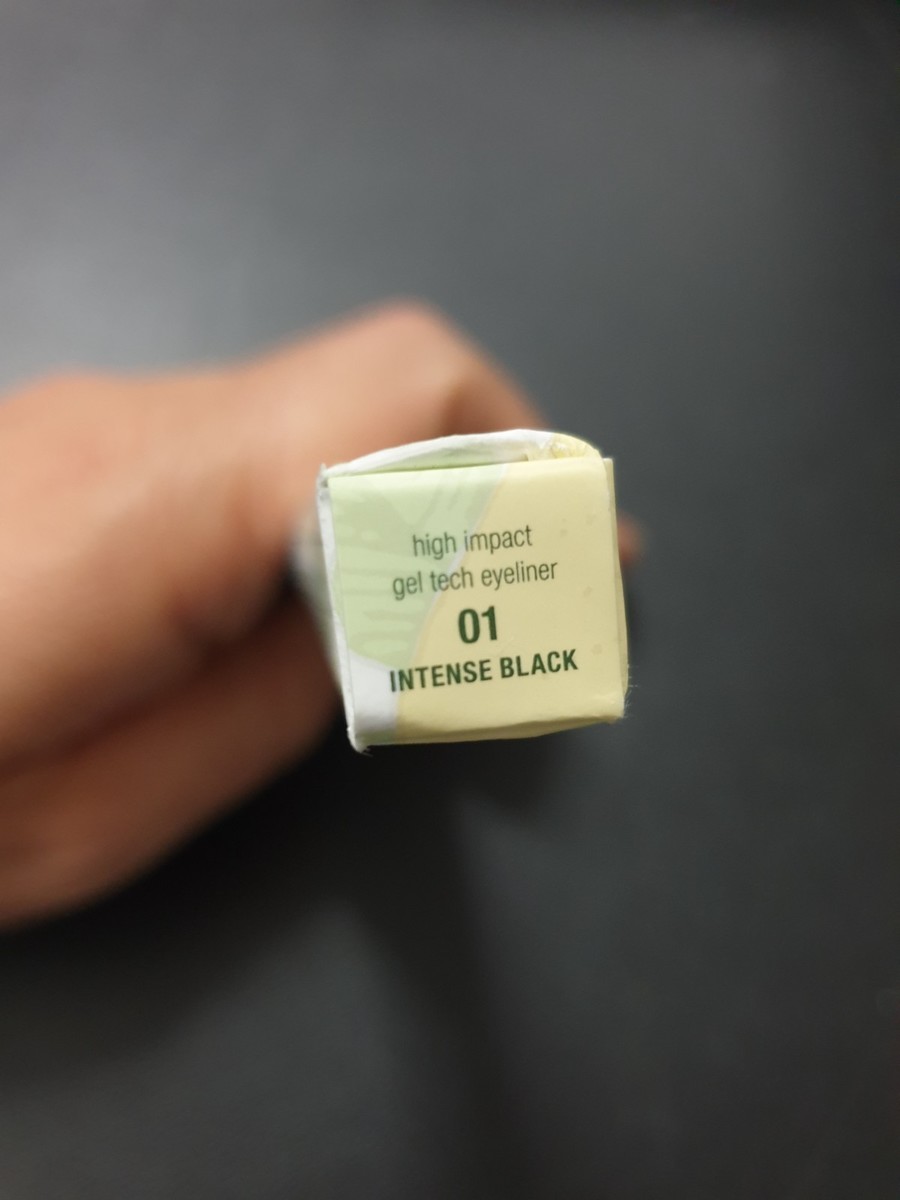 high impact
gel tech eyeliner
01
INTENSE BLACK